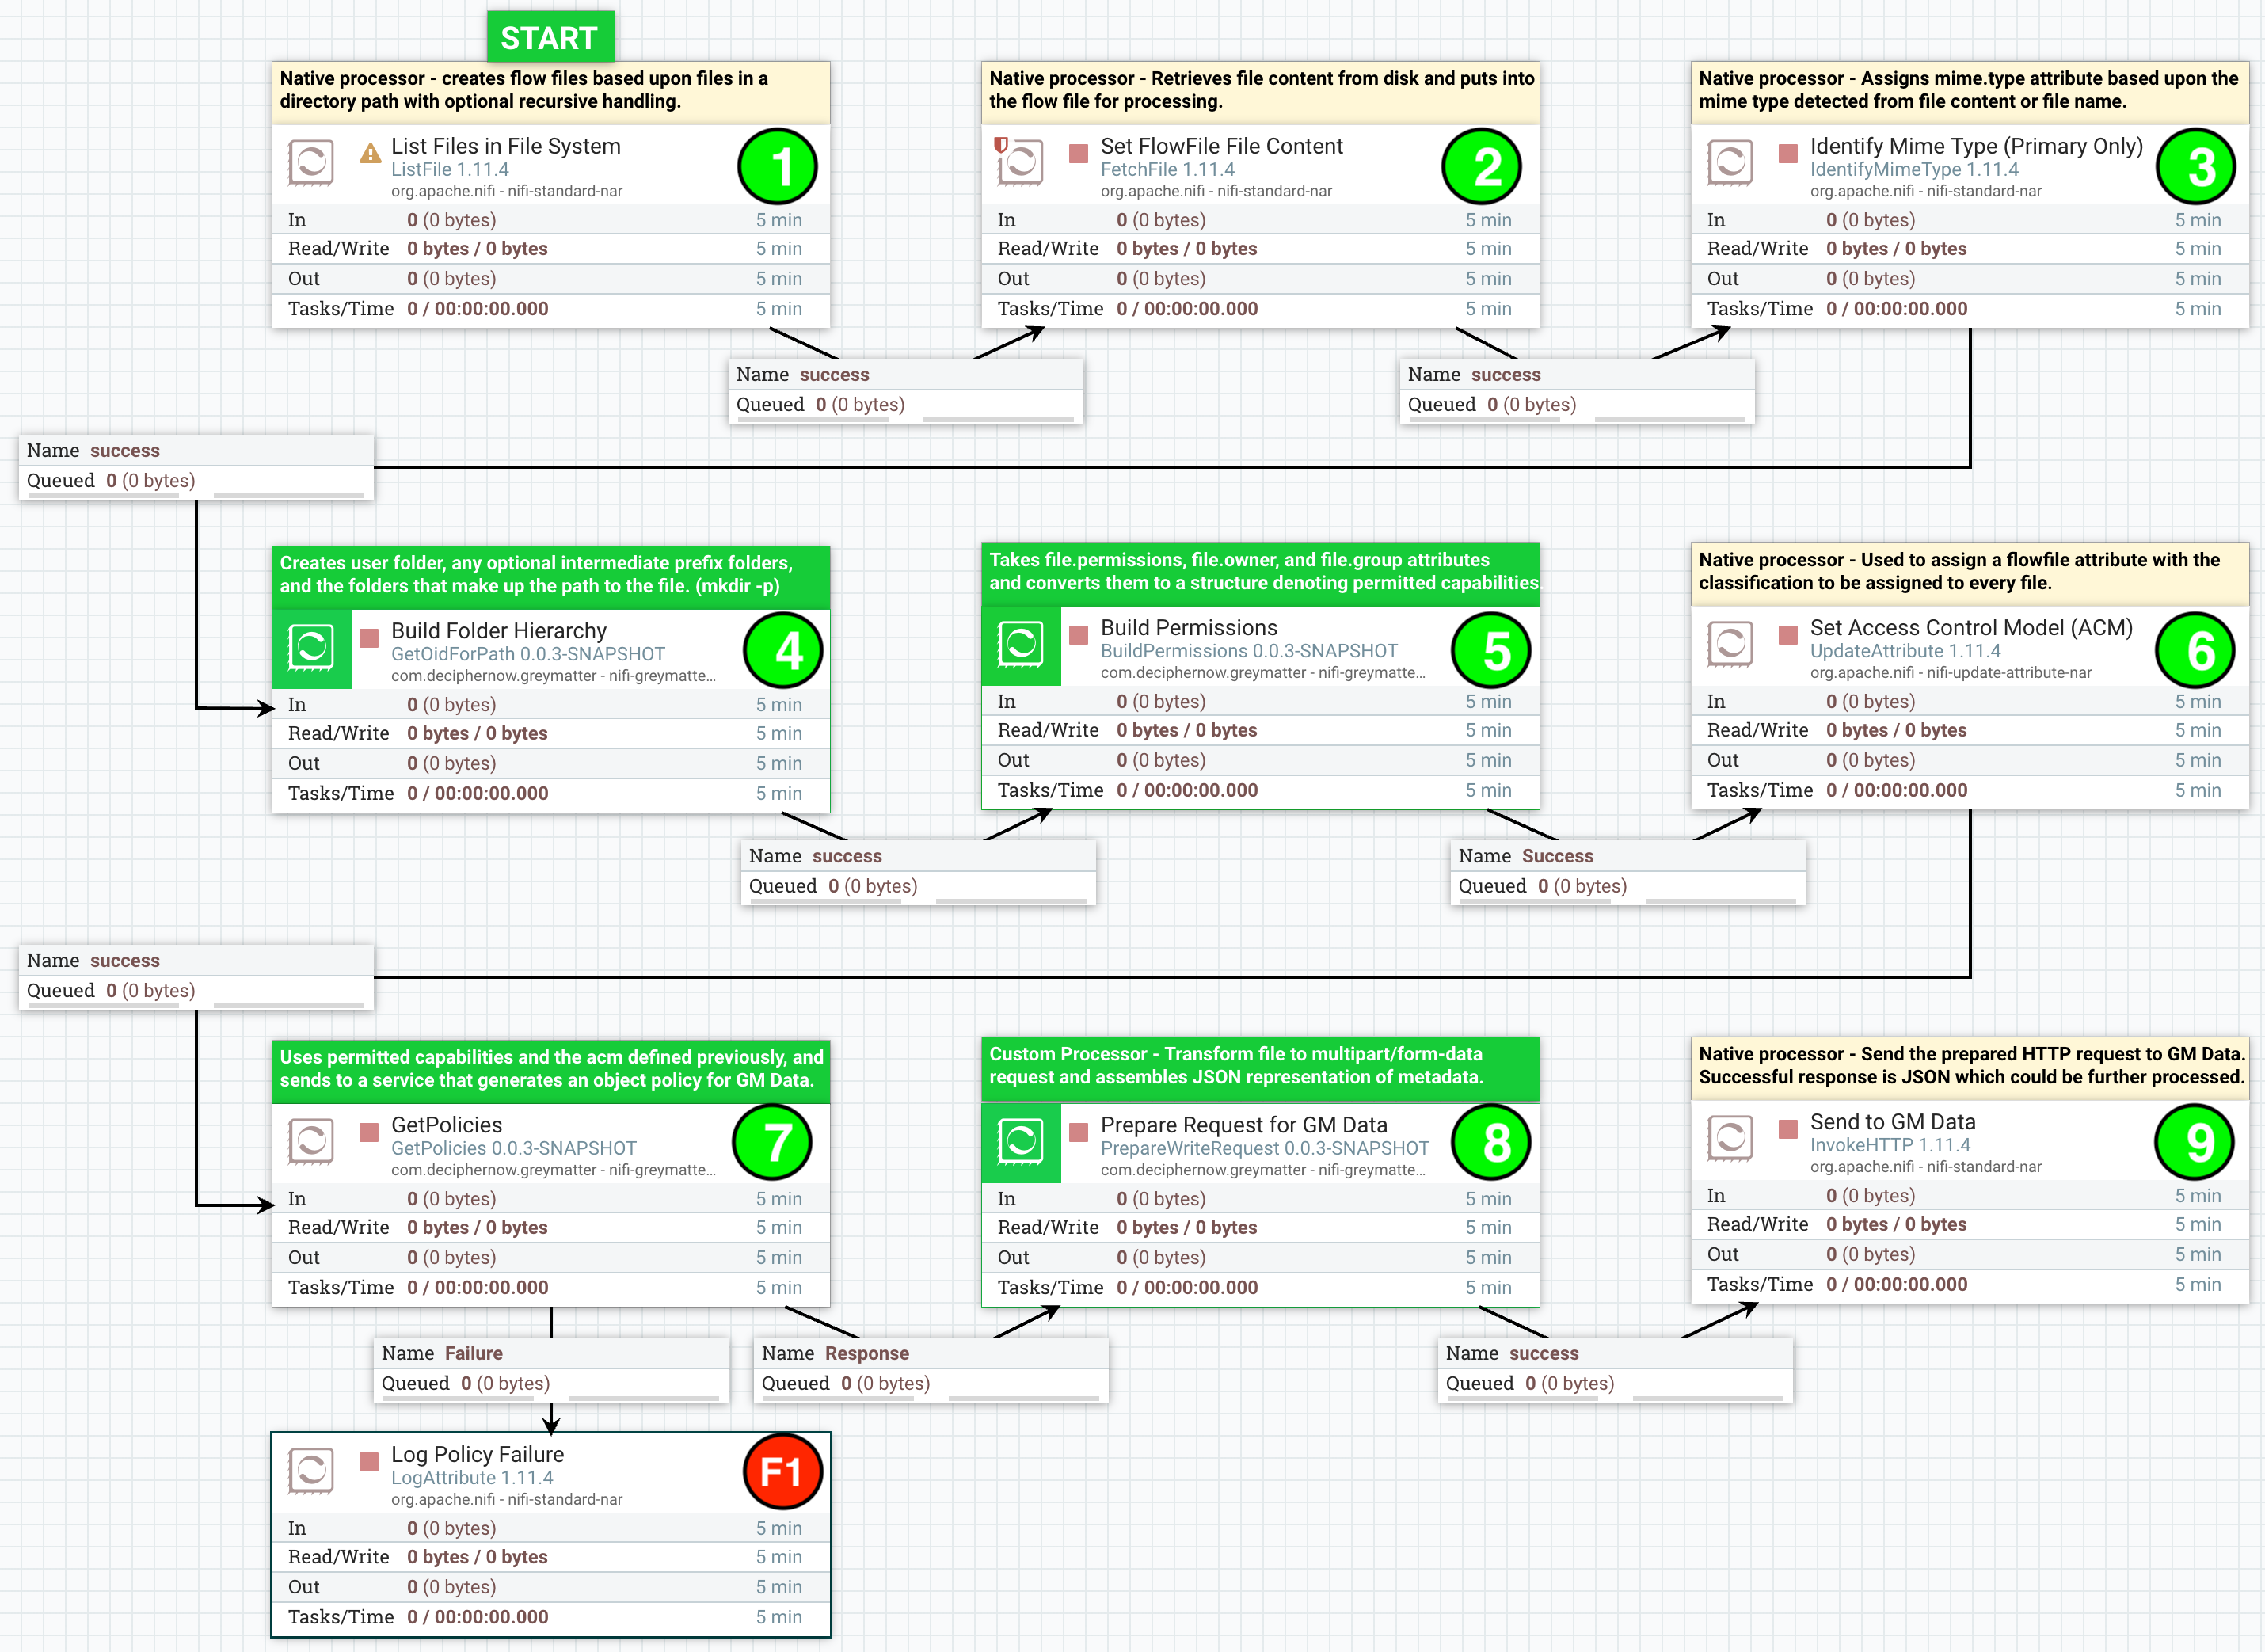 START
Native processor - creates flow files based upon files in a
directory path with optional recursive handling.
List Files in File System
ListFile 1.11.4
org.apache.nifi - nifi-standard-nar
1
In 0 (0 bytes) 5 min
Read/Write 0 bytes / 0 bytes 5 min
Out 0 (0 bytes) 5 min
Tasks/Time 0 / 00:00:00.000 5 min
Native processor - Retrieves file content from disk and puts into
the flow file for processing.
Set FlowFile File Content
FetchFile 1.11.4
org.apache.nifi - nifi-standard-nar
2
In 0 (0 bytes) 5 min
Read/Write 0 bytes / 0 bytes 5 min
Out 0 (0 bytes) 5 min
Tasks/Time 0 / 00:00:00.000 5 min
Native processor - Assigns mime.type attribute based upon the
mime type detected from file content or file name.
Identify Mime Type (Primary Only)
IdentifyMimeType 1.11.4
org.apache.nifi - nifi-standard-nar
3
In 0 (0 bytes) 5 min
Read/Write 0 bytes / 0 bytes 5 min
Out 0 (0 bytes) 5 min
Tasks/Time 0 / 00:00:00.000 5 min
Name success
Queued 0 (0 bytes)
Name success
Queued 0 (0 bytes)
Name success
Queued 0 (0 bytes)
Creates user folder, any optional intermediate prefix folders,
and the folders that make up the path to the file. (mkdir -p)
Build Folder Hierarchy
GetOidForPath 0.0.3-SNAPSHOT
com.deciphernow.greymatter - nifi-greymatte...
4
In 0 (0 bytes) 5 min
Read/Write 0 bytes / 0 bytes 5 min
Out 0 (0 bytes) 5 min
Tasks/Time 0 / 00:00:00.000 5 min
Takes file.permissions, file.owner, and file.group attributes
and converts them to a structure denoting permitted capabilities.
Build Permissions
BuildPermissions 0.0.3-SNAPSHOT
com.deciphernow.greymatter - nifi-greymatte...
5
In 0 (0 bytes) 5 min
Read/Write 0 bytes / 0 bytes 5 min
Out 0 (0 bytes) 5 min
Tasks/Time 0 / 00:00:00.000 5 min
Native processor - Used to assign a flowfile attribute with the
classification to be assigned to every file.
Set Access Control Model (ACM)
UpdateAttribute 1.11.4
org.apache.nifi - nifi-update-attribute-nar
6
In 0 (0 bytes) 5 min
Read/Write 0 bytes / 0 bytes 5 min
Out 0 (0 bytes) 5 min
Tasks/Time 0 / 00:00:00.000 5 min
Name success
Queued 0 (0 bytes)
Name Success
Queued 0 (0 bytes)
Name success
Queued 0 (0 bytes)
Uses permitted capabilities and the acm defined previously, and
sends to a service that generates an object policy for GM Data.
GetPolicies
GetPolicies 0.0.3-SNAPSHOT
com.deciphernow.greymatter - nifi-greymatte...
7
In 0 (0 bytes) 5 min
Read/Write 0 bytes / 0 bytes 5 min
Out 0 (0 bytes) 5 min
Tasks/Time 0 / 00:00:00.000 5 min
Custom Processor - Transform file to multipart/form-data
request and assembles JSON representation of metadata.
Prepare Request for GM Data
PrepareWriteRequest 0.0.3-SNAPSHOT
com.deciphernow.greymatter - nifi-greymatte...
8
In 0 (0 bytes) 5 min
Read/Write 0 bytes / 0 bytes 5 min
Out 0 (0 bytes) 5 min
Tasks/Time 0 / 00:00:00.000 5 min
Native processor - Send the prepared HTTP request to GM Data.
Successful response is JSON which could be further processed.
Send to GM Data
InvokeHTTP 1.11.4
org.apache.nifi - nifi-standard-nar
9
In 0 (0 bytes) 5 min
Read/Write 0 bytes / 0 bytes 5 min
Out 0 (0 bytes) 5 min
Tasks/Time 0 / 00:00:00.000 5 min
Name Failure
Queued 0 (0 bytes)
Name Response
Queued 0 (0 bytes)
Name success
Queued 0 (0 bytes)
Log Policy Failure
LogAttribute 1.11.4
org.apache.nifi - nifi-standard-nar
F1
In 0 (0 bytes) 5 min
Read/Write 0 bytes / 0 bytes 5 min
Out 0 (0 bytes) 5 min
Tasks/Time 0 / 00:00:00.000 5 min